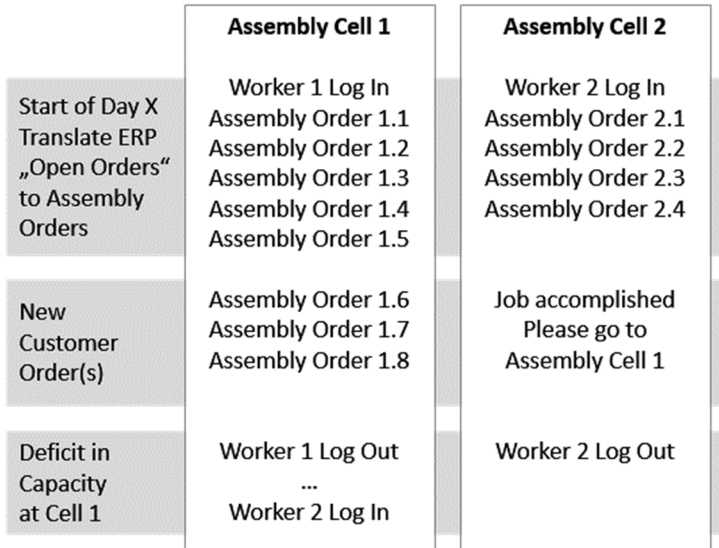 Assembly Cell 1
Assembly Cell 2
Start of Day X
Translate ERP
„Open Orders“
to Assembly
Orders
Worker 1 Log In
Assembly Order 1.1
Assembly Order 1.2
Assembly Order 1.3
Assembly Order 1.4
Assembly Order 1.5
Worker 2 Log In
Assembly Order 2.1
Assembly Order 2.2
Assembly Order 2.3
Assembly Order 2.4
New
Customer
Order(s)
Assembly Order 1.6
Assembly Order 1.7
Assembly Order 1.8
Job accomplished
Please go to
Assembly Cell 1
Deficit in
Capacity
at Cell 1
Worker 1 Log Out
...
Worker 2 Log In
Worker 2 Log Out